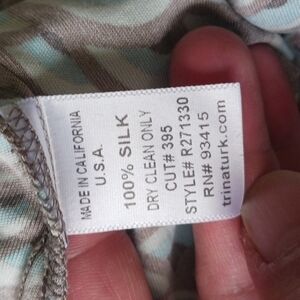 MADE IN CALIFORNIA
U.S.A.
100% SILK
DRY CLEAN ONLY
CUT# 395
STYLE# R271330
RN# 93415
trinaturk.com